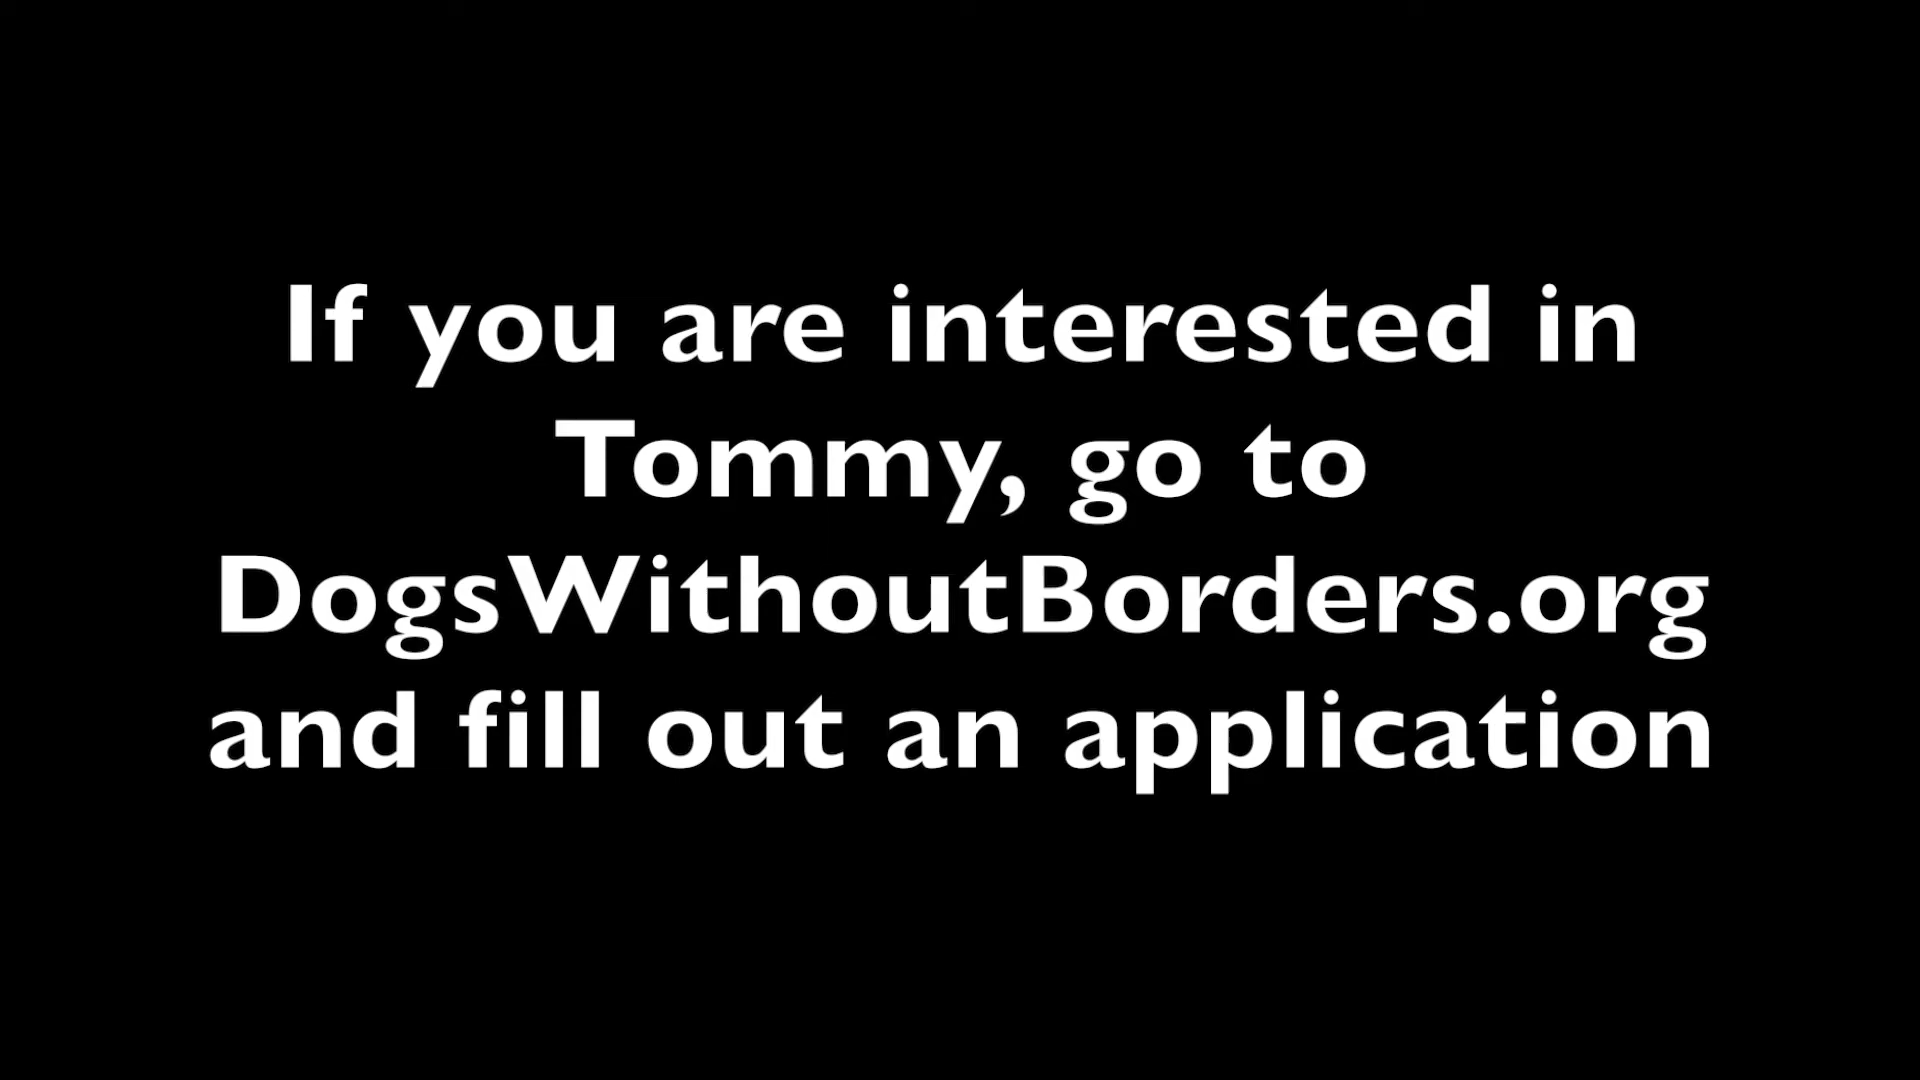 If you are interested in
Tommy, go to
DogsWithoutBorders.org
and fill out an application